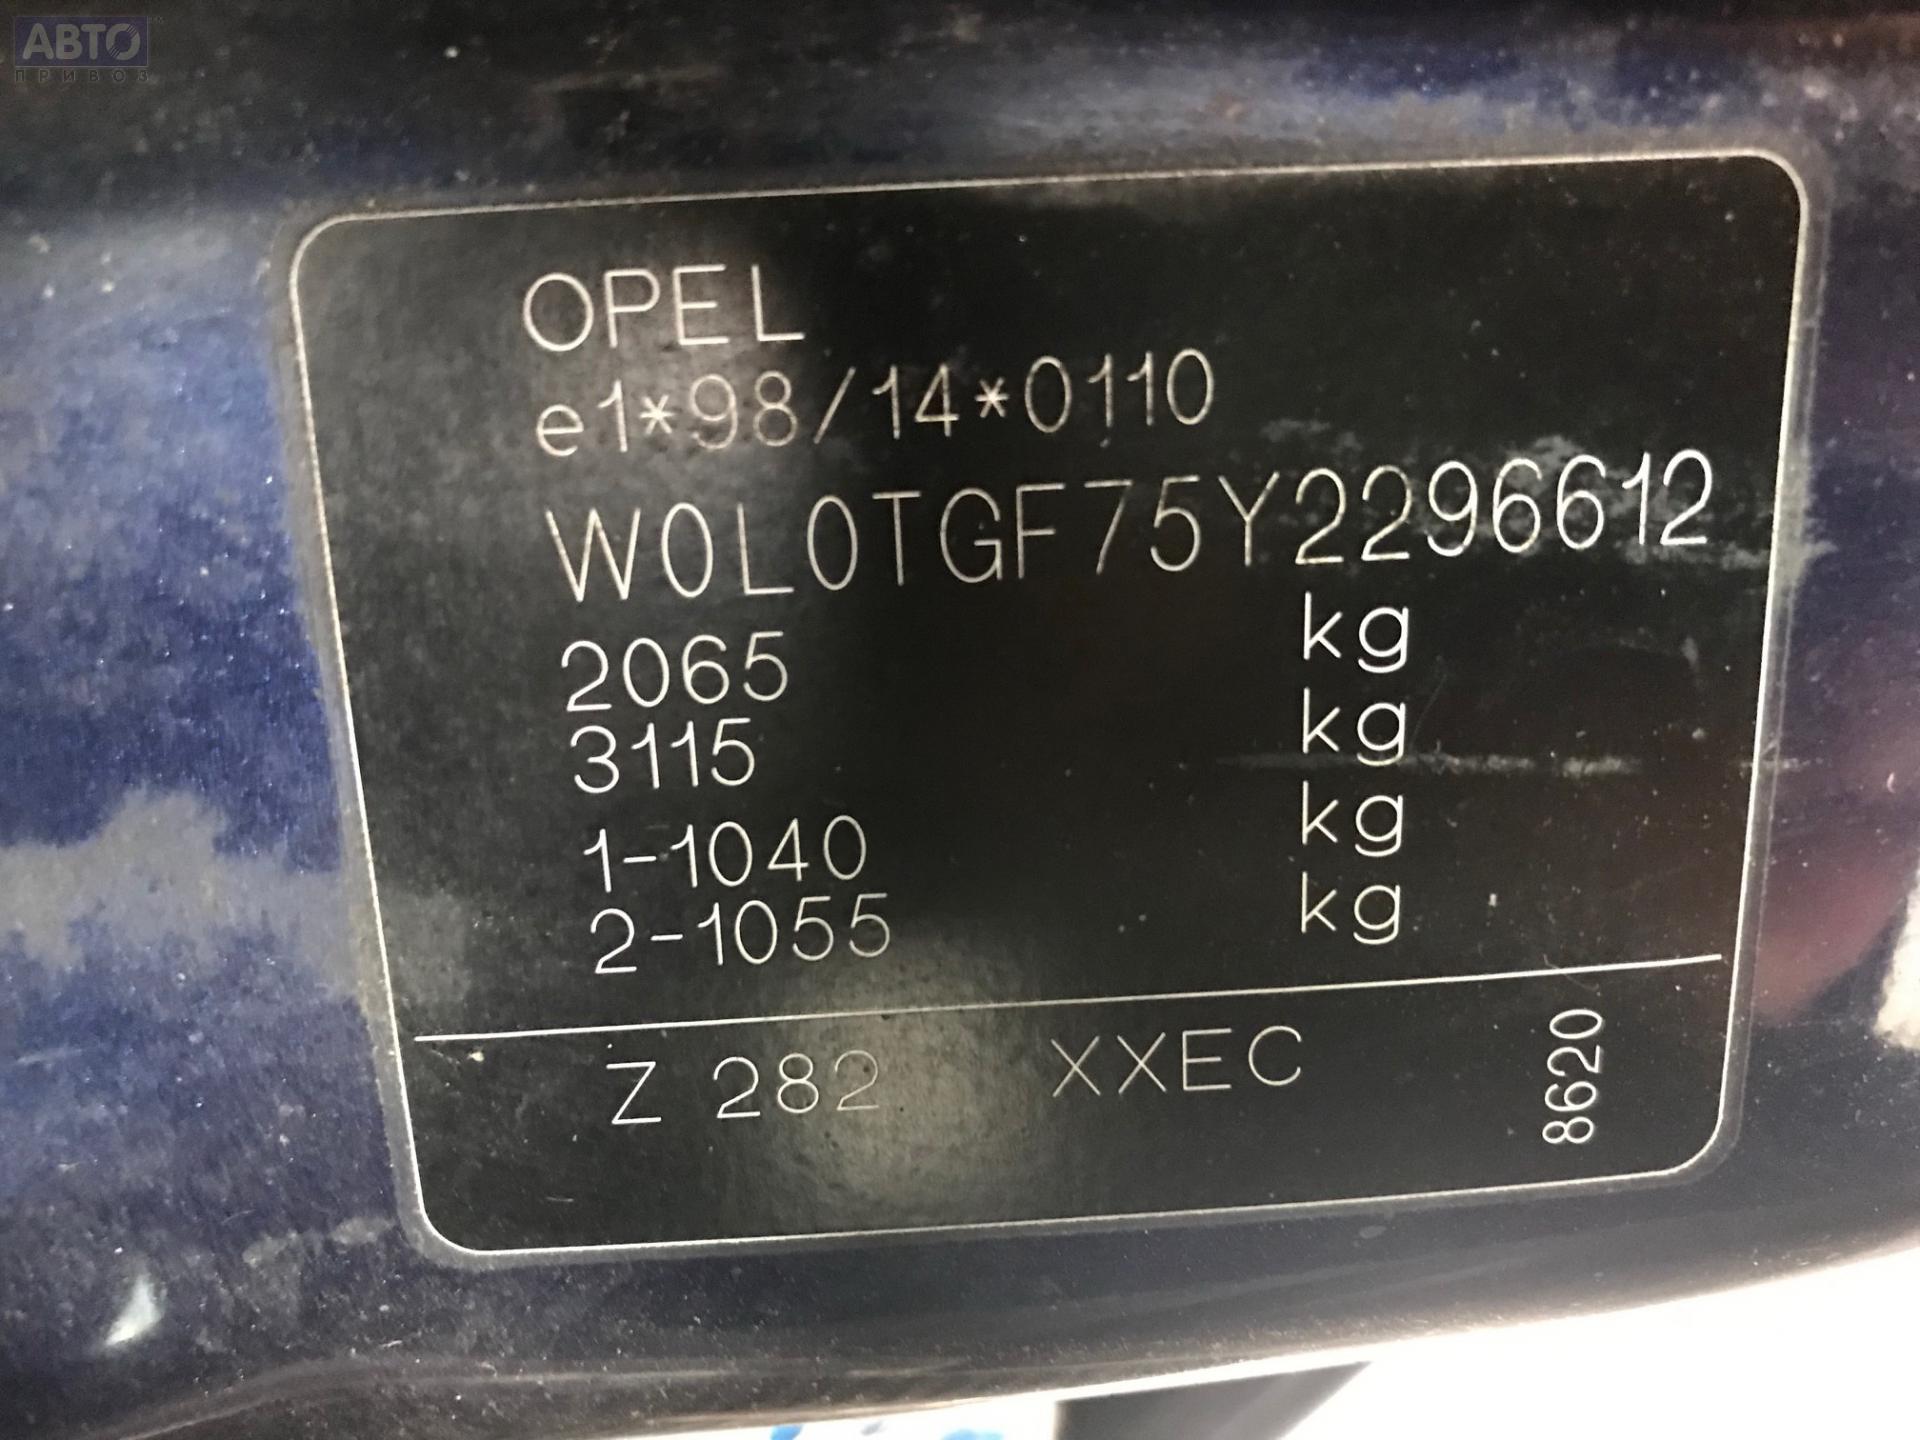 АВТО
ПРИВОЗ
OPEL
e1*98/14*0110
W0L0TGF75Y2296612
2065 kg
3115 kg
1-1040 kg
2-1055 kg
Z 282 XXEC
8620